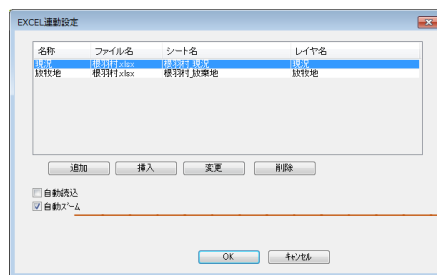 EXCEL連動設定
名称 ファイル名 シート名 レイヤ名
現況 根羽村.xlsx 根羽村_現況 現況
放牧地 根羽村.xlsx 根羽村_放棄地 放牧地
追加 挿入 変更 削除
自動読込
自動ズーム
OK キャンセル